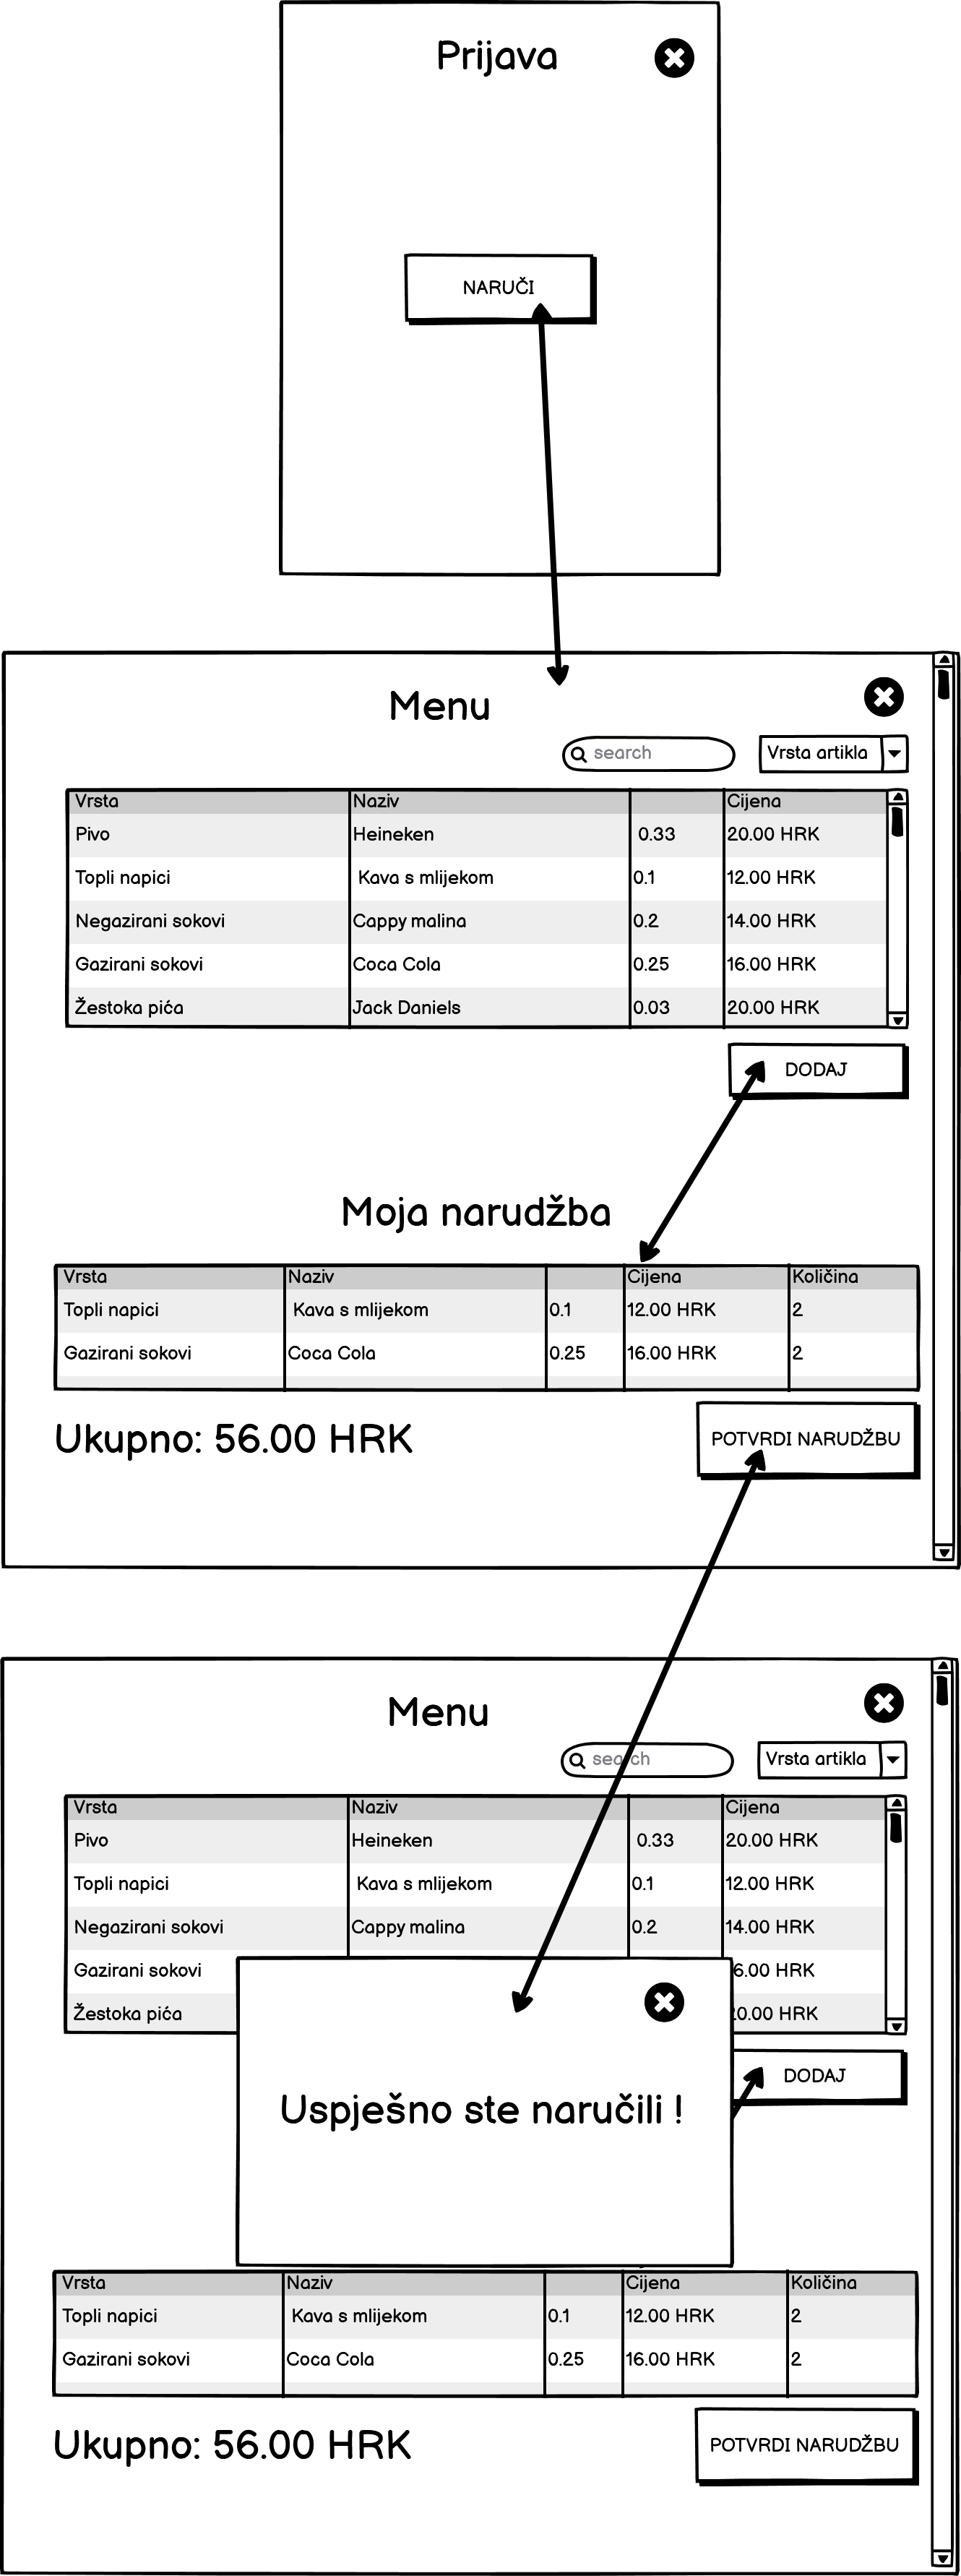 Prijava
NARUČI
Menu
search
Vrsta artikla
Vrsta Naziv Cijena
Pivo Heineken 0.33 20.00 HRK
Topli napici Kava s mlijekom 0.1 12.00 HRK
Negazirani sokovi Cappy malina 0.2 14.00 HRK
Gazirani sokovi Coca Cola 0.25 16.00 HRK
Žestoka pića Jack Daniels 0.03 20.00 HRK
DODAJ
Moja narudžba
Vrsta Naziv Cijena Količina
Topli napici Kava s mlijekom 0.1 12.00 HRK 2
Gazirani sokovi Coca Cola 0.25 16.00 HRK 2
Ukupno: 56.00 HRK
POTVRDI NARUDŽBU
Menu
search
Vrsta artikla
Vrsta Naziv Cijena
Pivo Heineken 0.33 20.00 HRK
Topli napici Kava s mlijekom 0.1 12.00 HRK
Negazirani sokovi Cappy malina 0.2 14.00 HRK
Gazirani sokovi 6.00 HRK
Žestoka pića 20.00 HRK
DODAJ
Uspješno ste naručili !
Vrsta Naziv Cijena Količina
Topli napici Kava s mlijekom 0.1 12.00 HRK 2
Gazirani sokovi Coca Cola 0.25 16.00 HRK 2
Ukupno: 56.00 HRK
POTVRDI NARUDŽBU